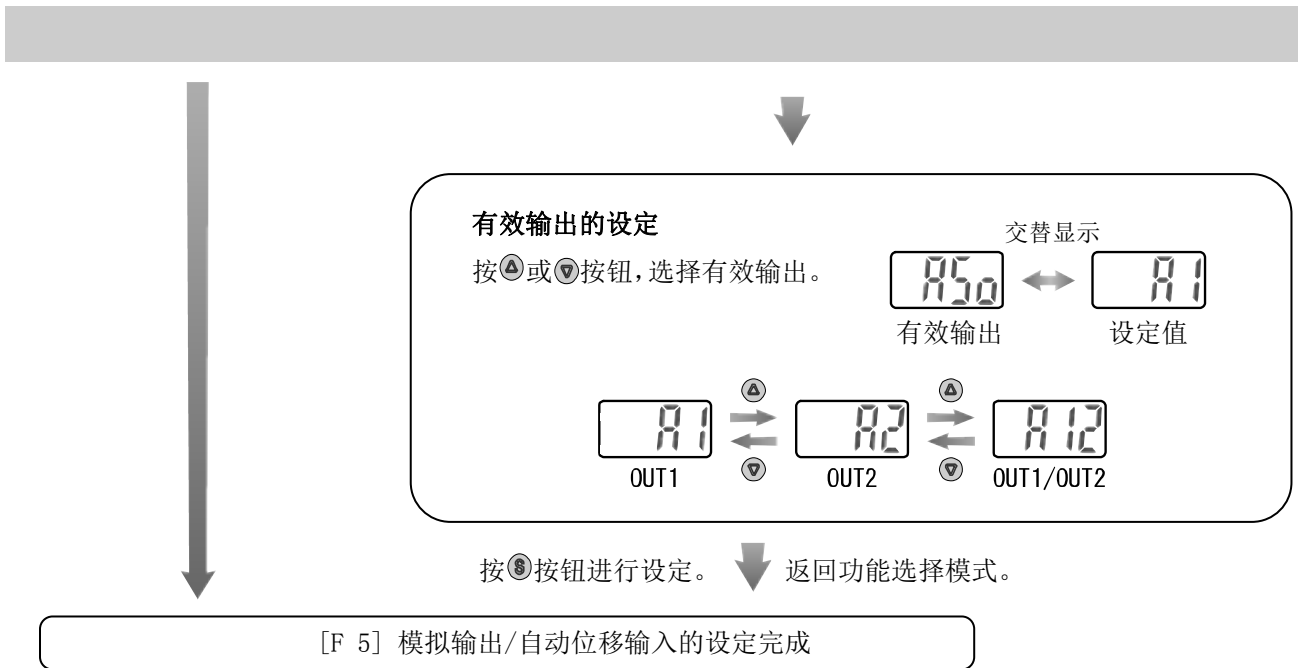 有效输出的设定
交替显示
按△或▽按钮，选择有效输出。
ASo A1
有效输出 设定值
A1 A2 A12
OUT1 OUT2 OUT1/OUT2
按Ⓢ按钮进行设定。 返回功能选择模式。
[F 5] 模拟输出/自动位移输入的设定完成